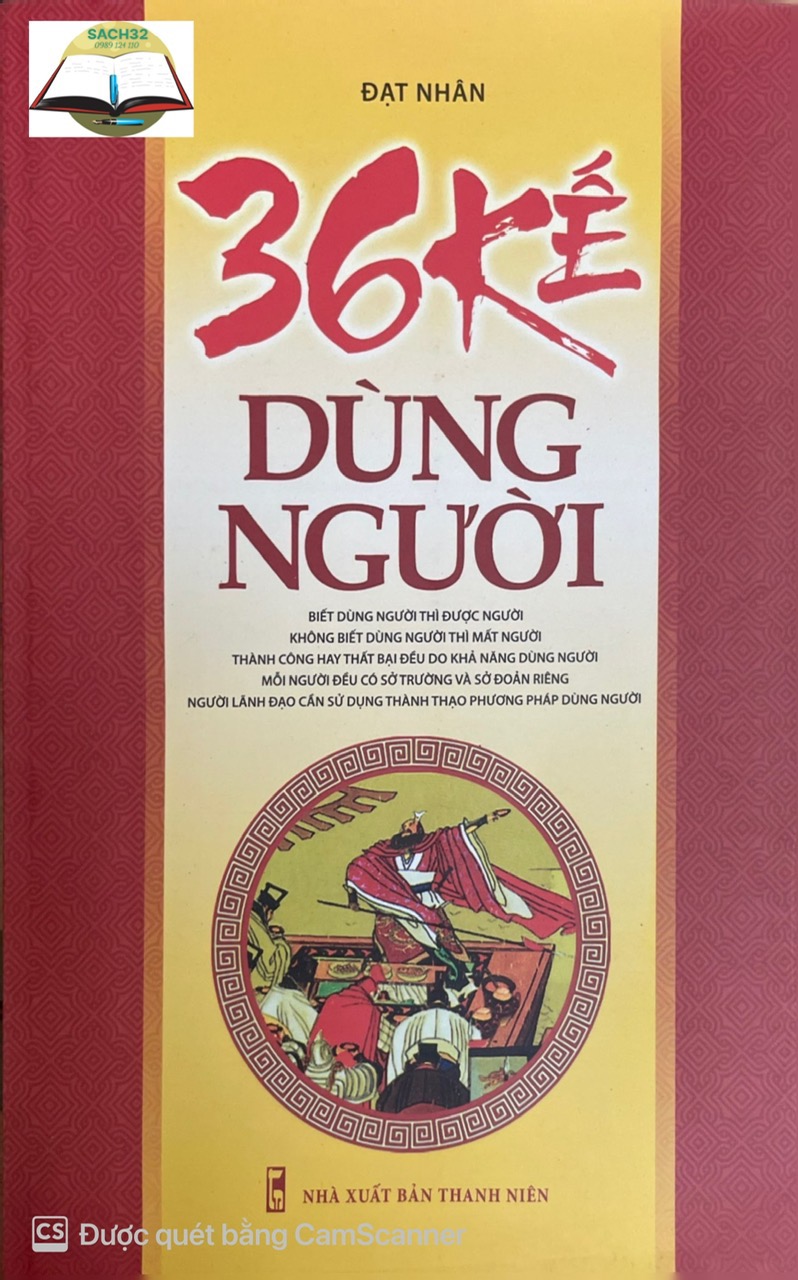 SACH32
0989 124 110
ĐẠT NHÂN
36 KẾ
DÙNG
NGƯỜI
BIẾT DÙNG NGƯỜI THÌ ĐƯỢC NGƯỜI
KHÔNG BIẾT DÙNG NGƯỜI THÌ MẤT NGƯỜI
THÀNH CÔNG HAY THẤT BẠI ĐỀU DO KHẢ NĂNG DÙNG NGƯỜI
MỖI NGƯỜI ĐỀU CÓ SỞ TRƯỜNG VÀ SỞ ĐOẢN RIÊNG
NGƯỜI LÃNH ĐẠO CẦN SỬ DỤNG THÀNH THẠO PHƯƠNG PHÁP DÙNG NGƯỜI
NHÀ XUẤT BẢN THANH NIÊN
CS Được quét bằng CamScanner